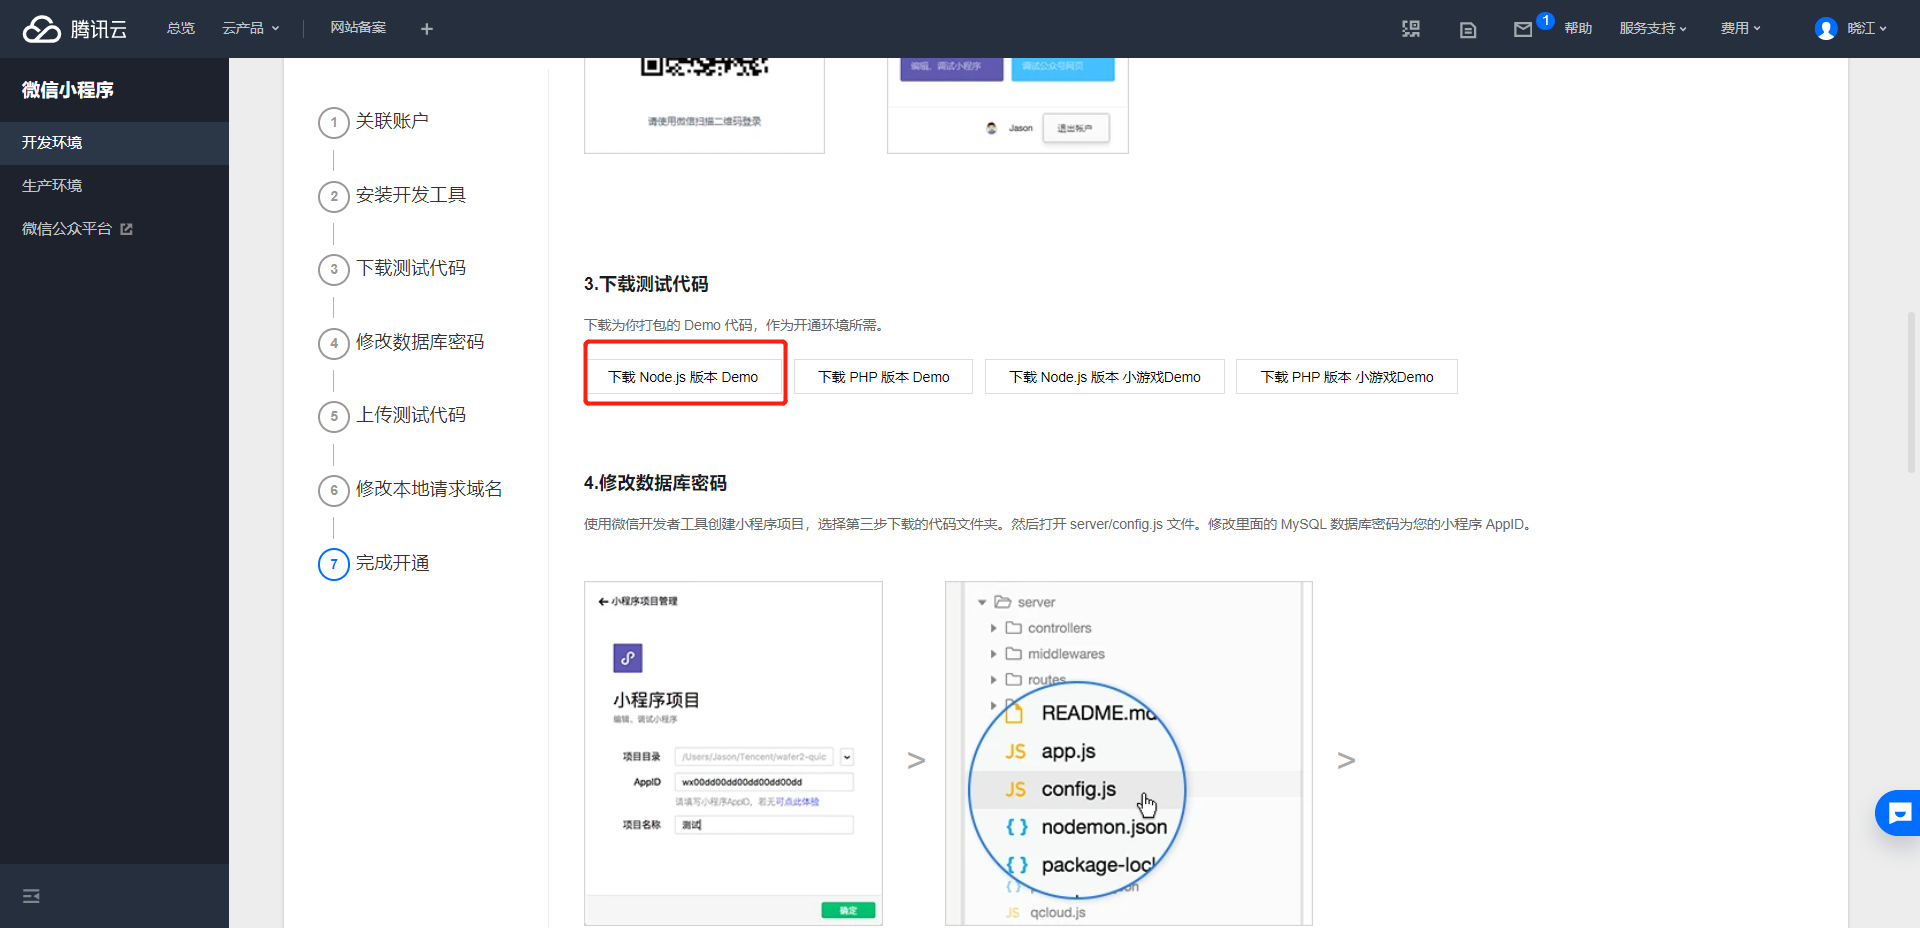 腾讯云
总览
云产品
网站备案
1
帮助
服务支持
费用
晓江
微信小程序
开发环境
生产环境
微信公众平台
1 关联账户
2 安装开发工具
3 下载测试代码
4 修改数据库密码
5 上传测试代码
6 修改本地请求域名
7 完成开通
请使用微信扫描二维码登录
编辑、调试小程序
调试公众号网页
Jason
退出帐户
3.下载测试代码
下载为你打包的 Demo 代码，作为开通环境所需。
下载 Node.js 版本 Demo
下载 PHP 版本 Demo
下载 Node.js 版本 小游戏Demo
下载 PHP 版本 小游戏Demo
4.修改数据库密码
使用微信开发者工具创建小程序项目，选择第三步下载的代码文件夹。然后打开 server/config.js 文件。修改里面的 MySQL 数据库密码为您的小程序 AppID。
小程序项目管理
小程序项目
编辑、调试小程序
项目目录 /Users/Jason/Tencent/wafer2-quic
AppID wx00dd00dd00dd00dd00dd
请填写小程序AppID，若无可点此体验
项目名称 测试
确定
>
server
controllers
middlewares
routes
README.md
JS app.js
JS config.js
{ } nodemon.json
{ } package-loc
JS qcloud.js
>